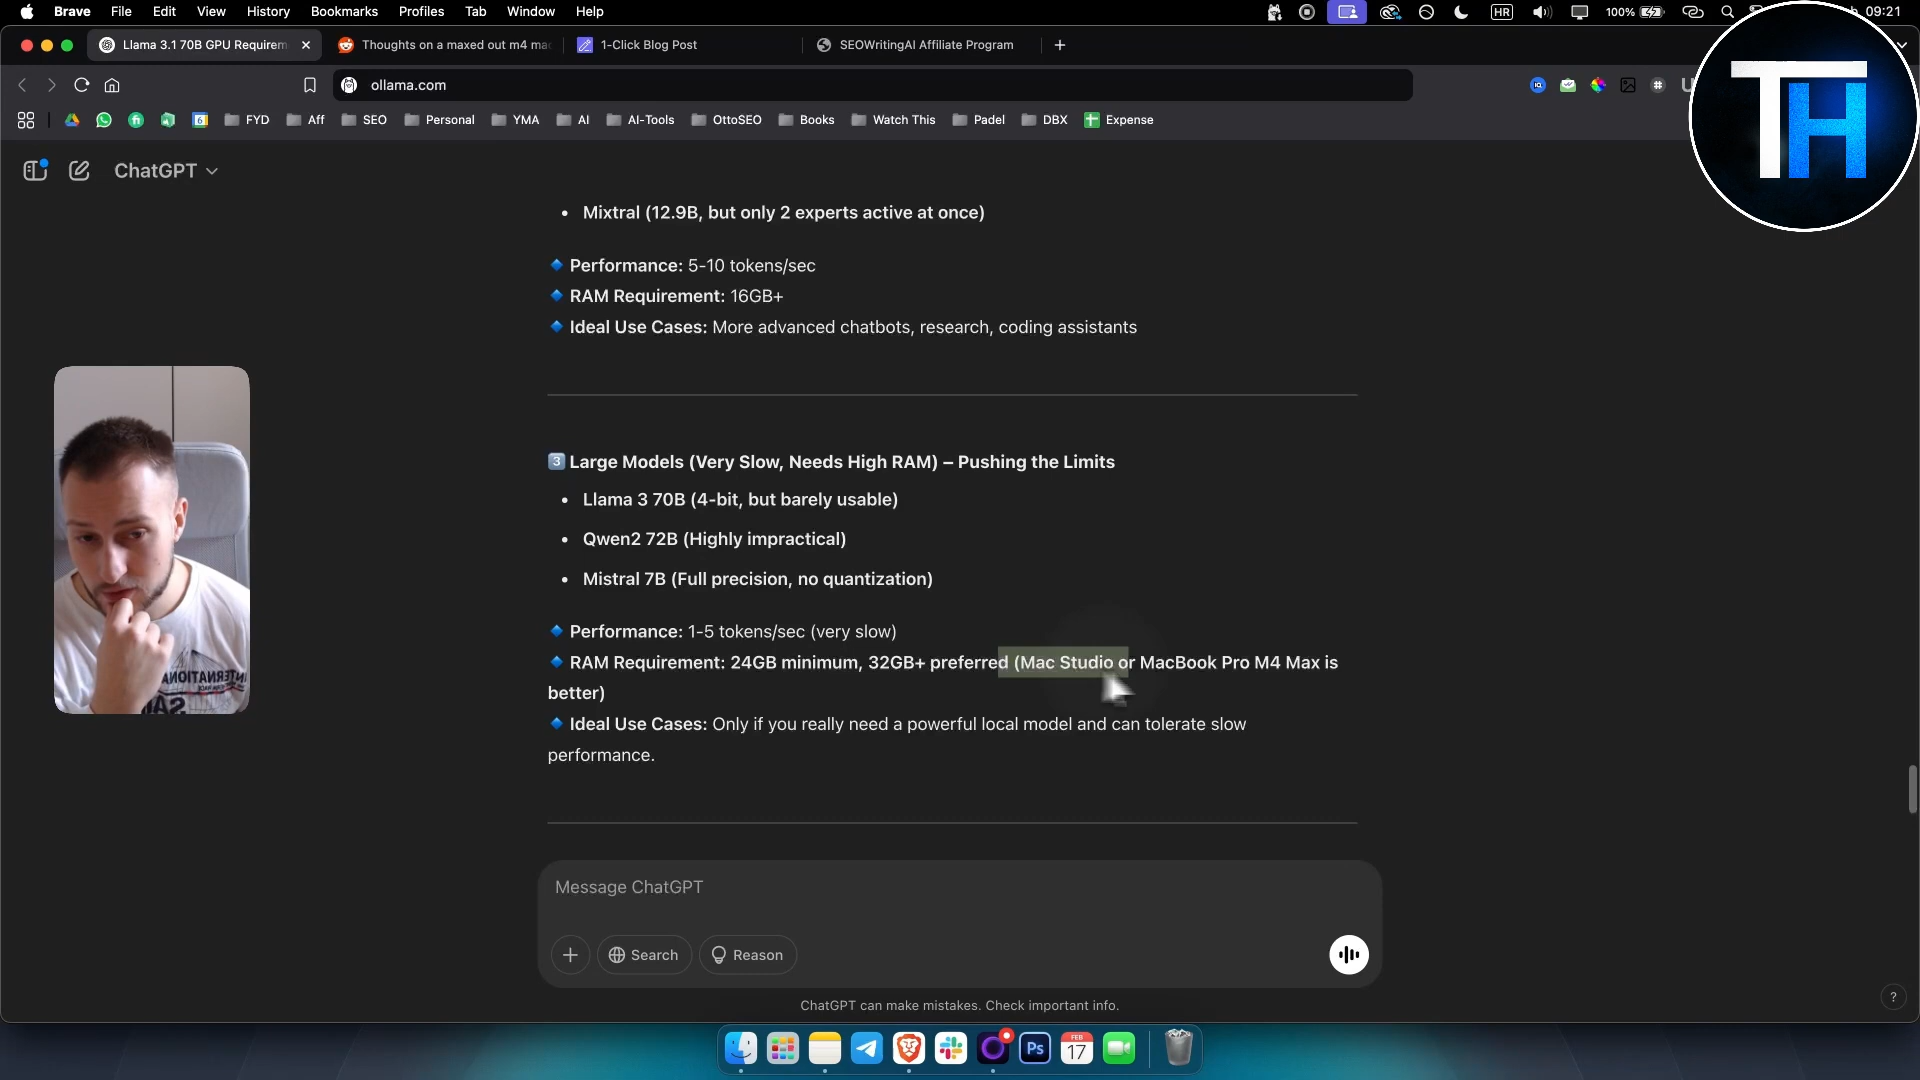 Brave File Edit View History Bookmarks Profiles Tab Window Help HR 100% 09:21
Llama 3.1 70B GPU Requirem Thoughts on a maxed out m4 mac 1-Click Blog Post SEOWritingAI Affiliate Program
ollama.com
FYD Aff SEO Personal YMA AI AI-Tools OttoSEO Books Watch This Padel DBX Expense
TH
ChatGPT
• Mixtral (12.9B, but only 2 experts active at once)
Performance: 5-10 tokens/sec
RAM Requirement: 16GB+
Ideal Use Cases: More advanced chatbots, research, coding assistants
3 Large Models (Very Slow, Needs High RAM) – Pushing the Limits
• Llama 3 70B (4-bit, but barely usable)
• Qwen2 72B (Highly impractical)
• Mistral 7B (Full precision, no quantization)
Performance: 1-5 tokens/sec (very slow)
RAM Requirement: 24GB minimum, 32GB+ preferred (Mac Studio or MacBook Pro M4 Max is
better)
Ideal Use Cases: Only if you really need a powerful local model and can tolerate slow
performance.
Message ChatGPT
Search Reason
ChatGPT can make mistakes. Check important info.
?
Ps FEB
17